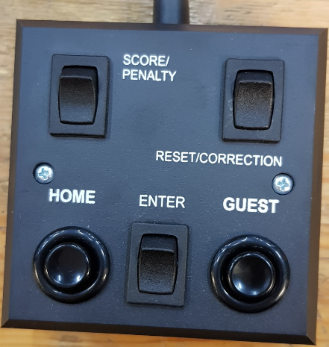 SCORE/
PENALTY
RESET/CORRECTION
HOME
ENTER
GUEST